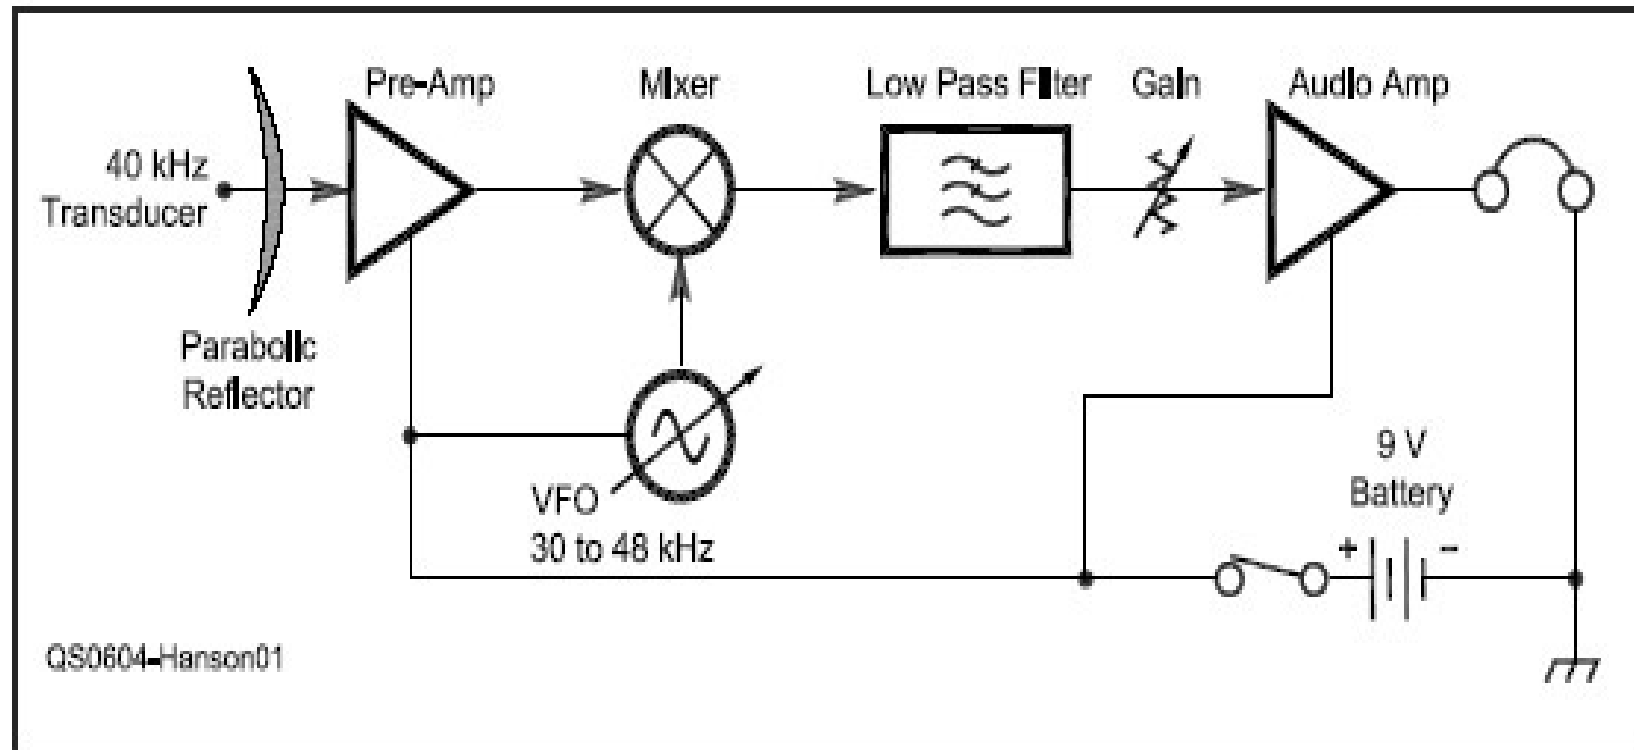 Pre-Amp
Mixer
Low Pass Filter
Gain
Audio Amp
40 kHz
Transducer
Parabolic
Reflector
VFO
30 to 48 kHz
9 V
Battery
+
–
QS0604-Hanson01